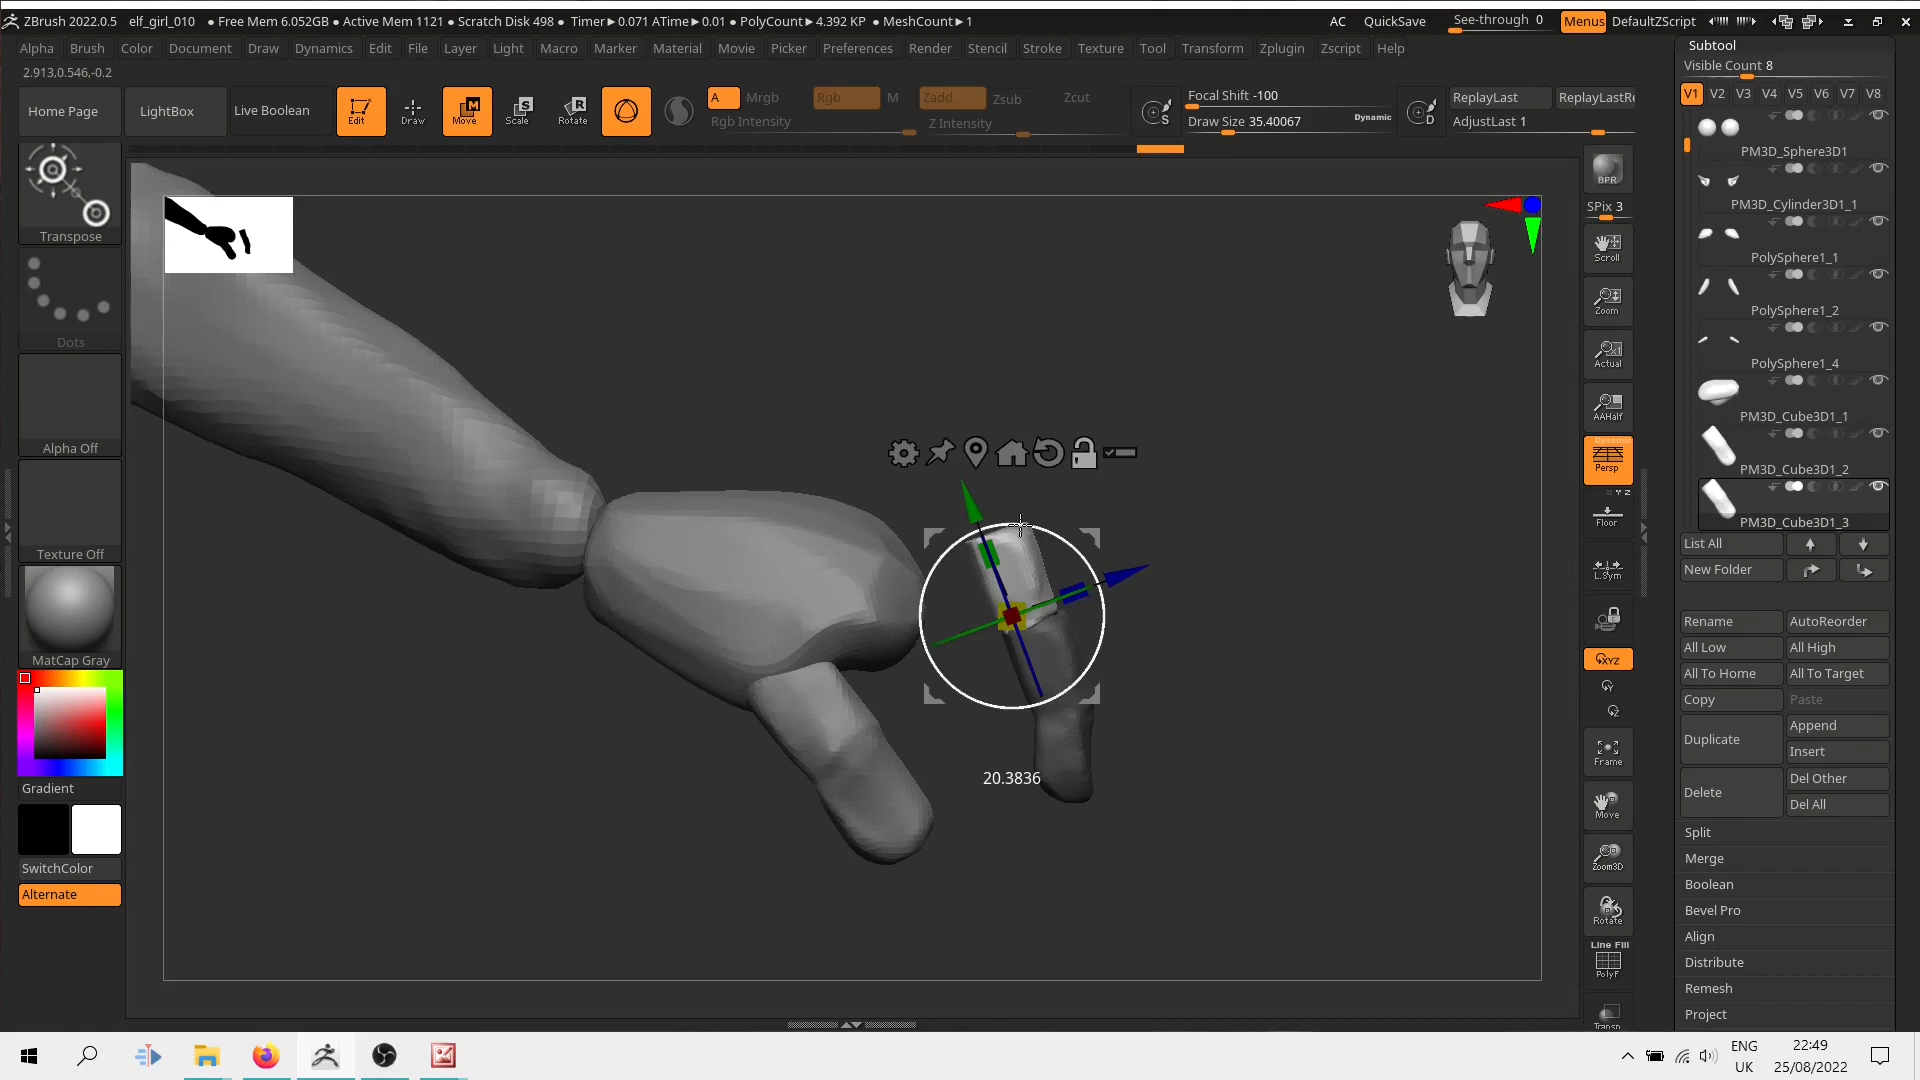 ZBrush 2022.0.5 elf_girl_010 ● Free Mem 6.052GB ● Active Mem 1121 ● Scratch Disk 498 ● Timer►0.071 ATime►0.01 ● PolyCount►4.392 KP ● MeshCount►1 AC QuickSave See-through 0 Menus DefaultZScript
Alpha Brush Color Document Draw Dynamics Edit File Layer Light Macro Marker Material Movie Picker Preferences Render Stencil Stroke Texture Tool Transform Zplugin Zscript Help
2.913,0.546,-0.2
Home Page LightBox Live Boolean Edit Draw Move Scale Rotate
A Mrgb Rgb M Zadd Zsub Zcut
Rgb Intensity Z Intensity
S
Focal Shift -100
Draw Size 35.40067 Dynamic
D
ReplayLast ReplayLastRe
AdjustLast 1
Transpose
Dots
Alpha Off
Texture Off
MatCap Gray
Gradient
SwitchColor
Alternate
20.3836
BPR
SPix 3
Scroll
Zoom
Actual
AAHalf
Dynamic
Persp
X Y Z
Floor
L.Sym
XYZ
Y
Z
Frame
Move
Zoom3D
Rotate
Line Fill
PolyF
Transp
Subtool
Visible Count 8
V1 V2 V3 V4 V5 V6 V7 V8
PM3D_Sphere3D1
PM3D_Cylinder3D1_1
PolySphere1_1
PolySphere1_2
PolySphere1_4
PM3D_Cube3D1_1
PM3D_Cube3D1_2
PM3D_Cube3D1_3
List All
New Folder
Rename AutoReorder
All Low All High
All To Home All To Target
Copy Paste
Duplicate Append
Insert
Delete Del Other
Del All
Split
Merge
Boolean
Bevel Pro
Align
Distribute
Remesh
Project
ENG
UK
22:49
25/08/2022